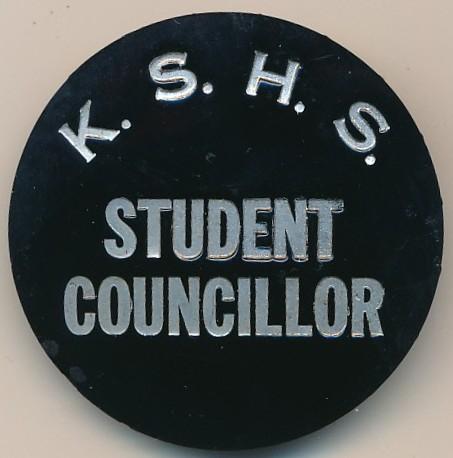 K. S. H. S.
STUDENT
COUNCILLOR